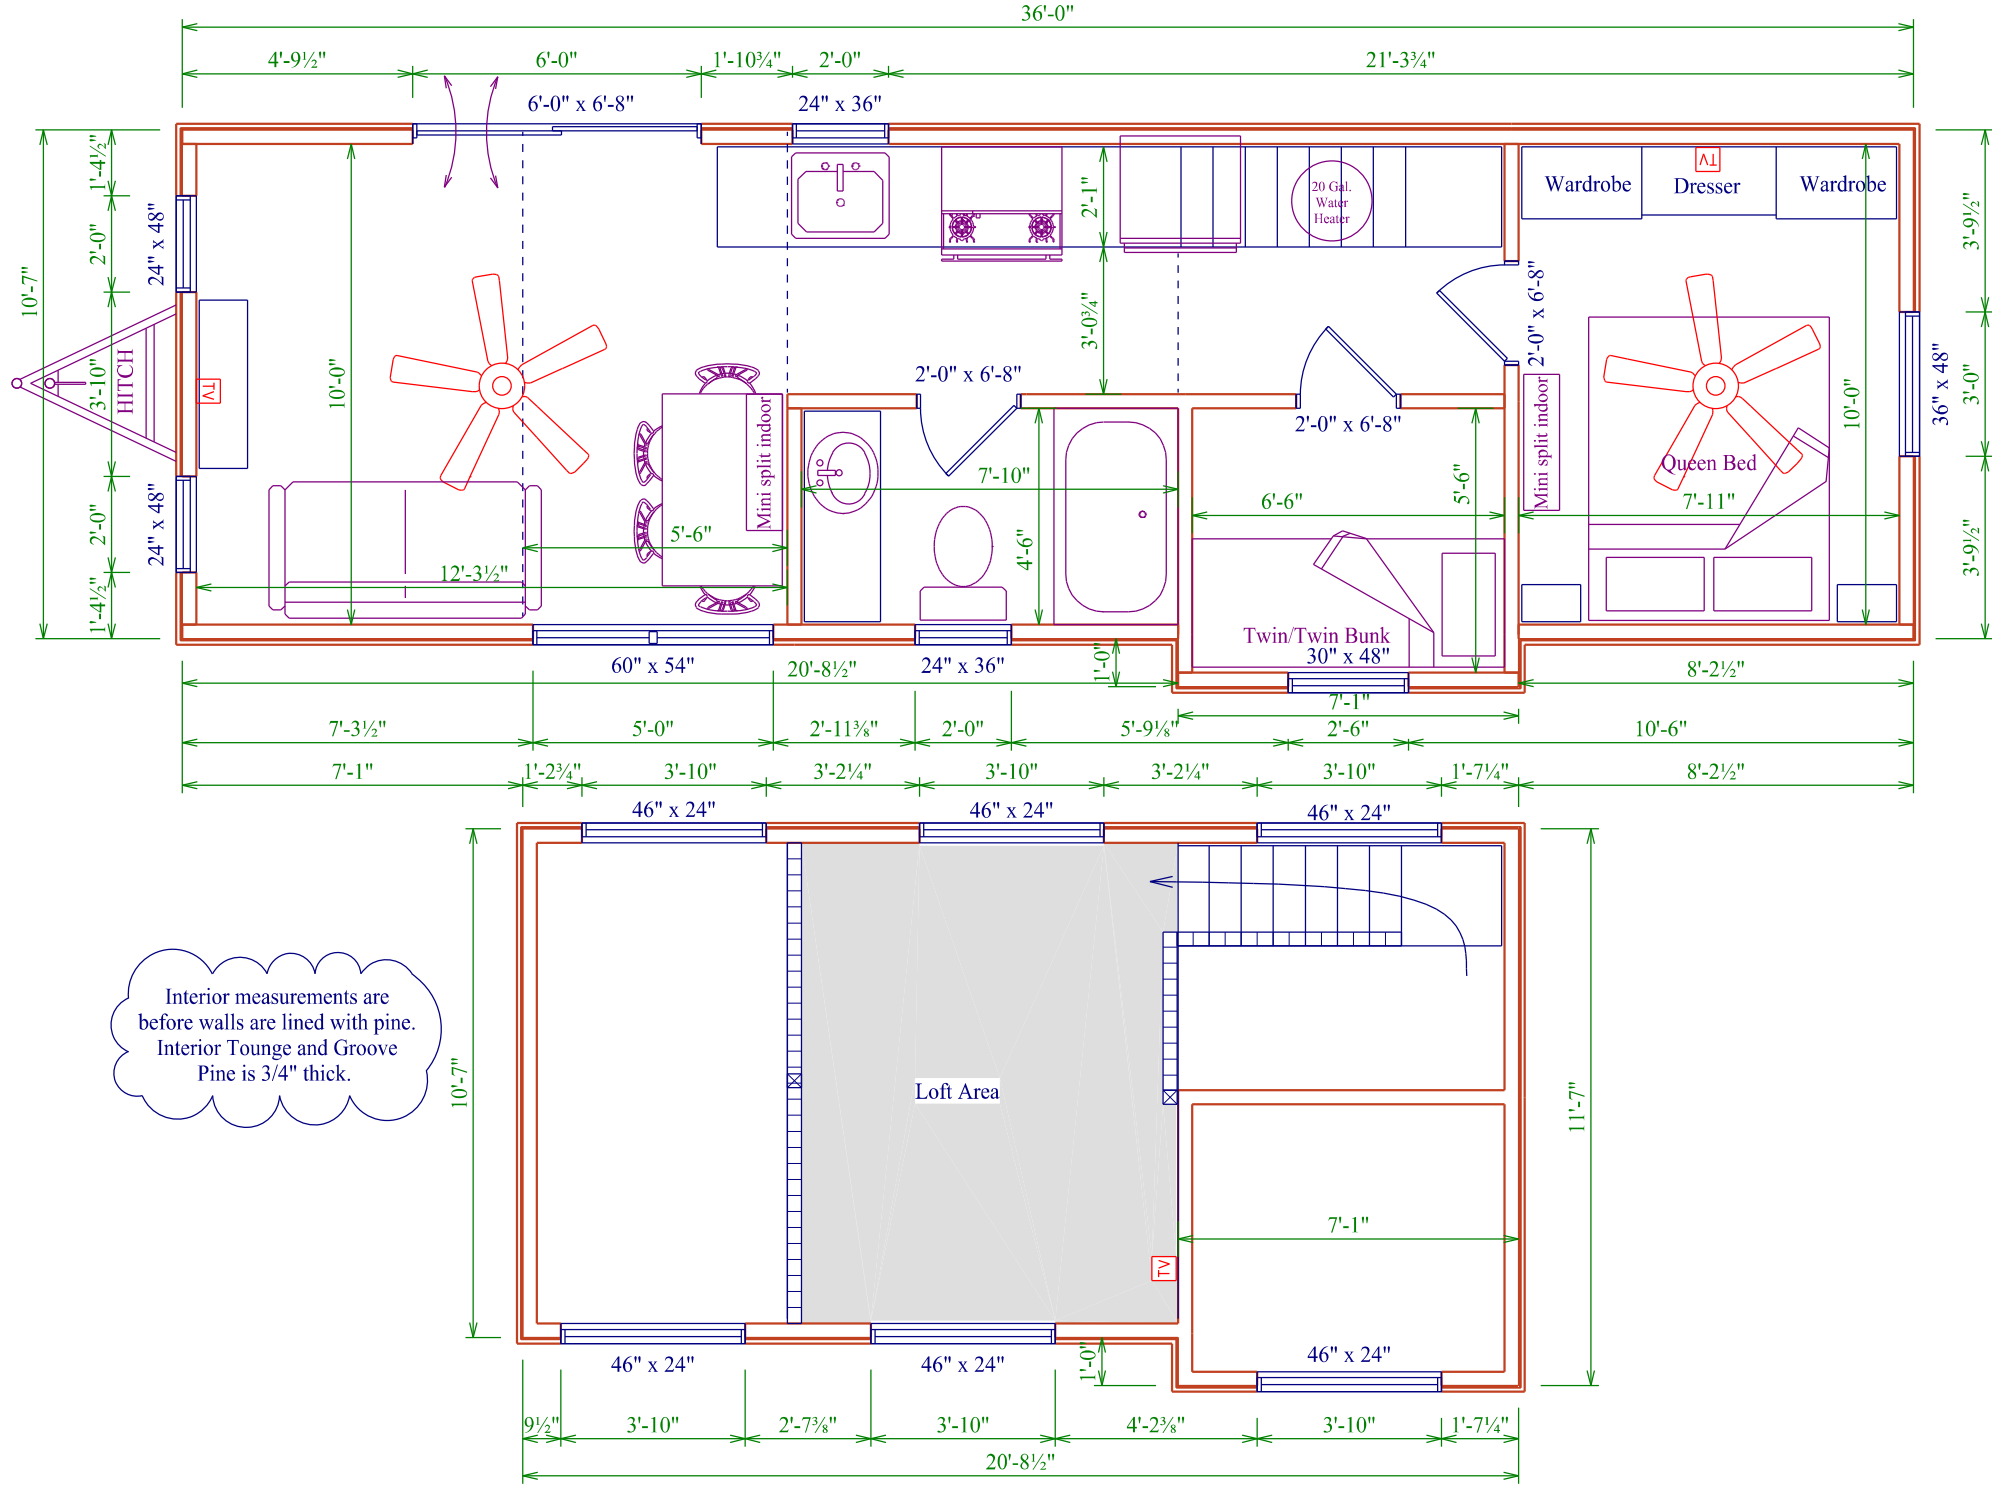 36'-0"
4'-9½" 6'-0" 1'-10¾" 2'-0" 21'-3¾"
6'-0" x 6'-8" 24" x 36"
1'-4½"
2'-0"
3'-10"
2'-0"
1'-4½"
10'-7"
24" x 48"
24" x 48"
HITCH
TV
10'-0"
2'-1"
3'-0¾"
20 Gal.
Water
Heater
Wardrobe
TV
Dresser
Wardrobe
3'-9½"
3'-0"
3'-9½"
36" x 48"
10'-0"
2'-0" x 6'-8"
2'-0" x 6'-8"
2'-0" x 6'-8"
Mini split indoor
Mini split indoor
Queen Bed
7'-11"
7'-10"
6'-6"
5'-6"
4'-6"
5'-6"
12'-3½"
Twin/Twin Bunk
30" x 48"
60" x 54"
24" x 36"
1'-0"
20'-8½"
8'-2½"
7'-1"
7'-3½" 5'-0" 2'-11⅜" 2'-0" 5'-9⅛" 2'-6" 10'-6"
7'-1" 1'-2¾" 3'-10" 3'-2¼" 3'-10" 3'-2¼" 3'-10" 1'-7¼" 8'-2½"
46" x 24" 46" x 24" 46" x 24"
Interior measurements are
before walls are lined with pine.
Interior Tounge and Groove
Pine is 3/4" thick.
10'-7"
Loft Area
11'-7"
7'-1"
TV
46" x 24" 46" x 24" 46" x 24"
1'-0"
9½" 3'-10" 2'-7⅞" 3'-10" 4'-2⅜" 3'-10" 1'-7¼"
20'-8½"